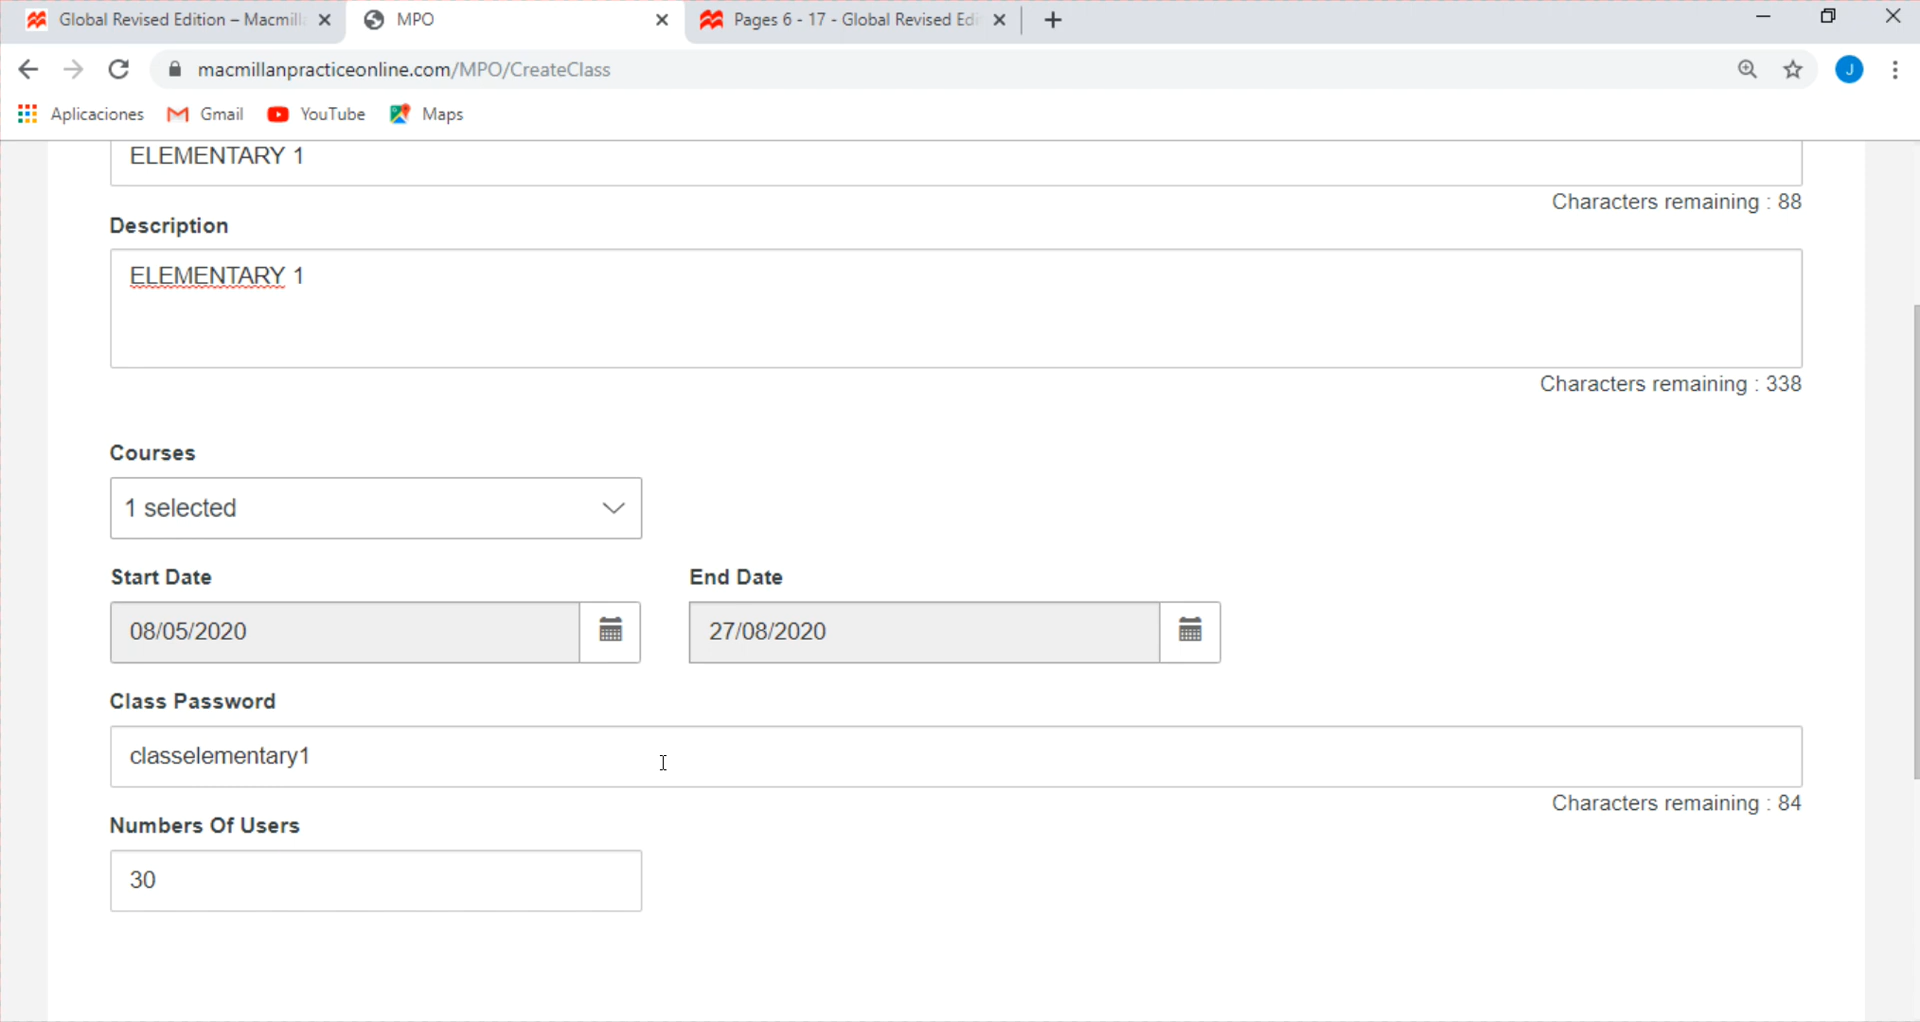 Global Revised Edition – Macmill
MPO
Pages 6 - 17 - Global Revised Edi
macmillanpracticeonline.com/MPO/CreateClass
J
Aplicaciones
Gmail
YouTube
Maps
ELEMENTARY 1
Characters remaining : 88
Description
ELEMENTARY 1
Characters remaining : 338
Courses
1 selected
Start Date
End Date
08/05/2020
27/08/2020
Class Password
classelementary1
Characters remaining : 84
Numbers Of Users
30